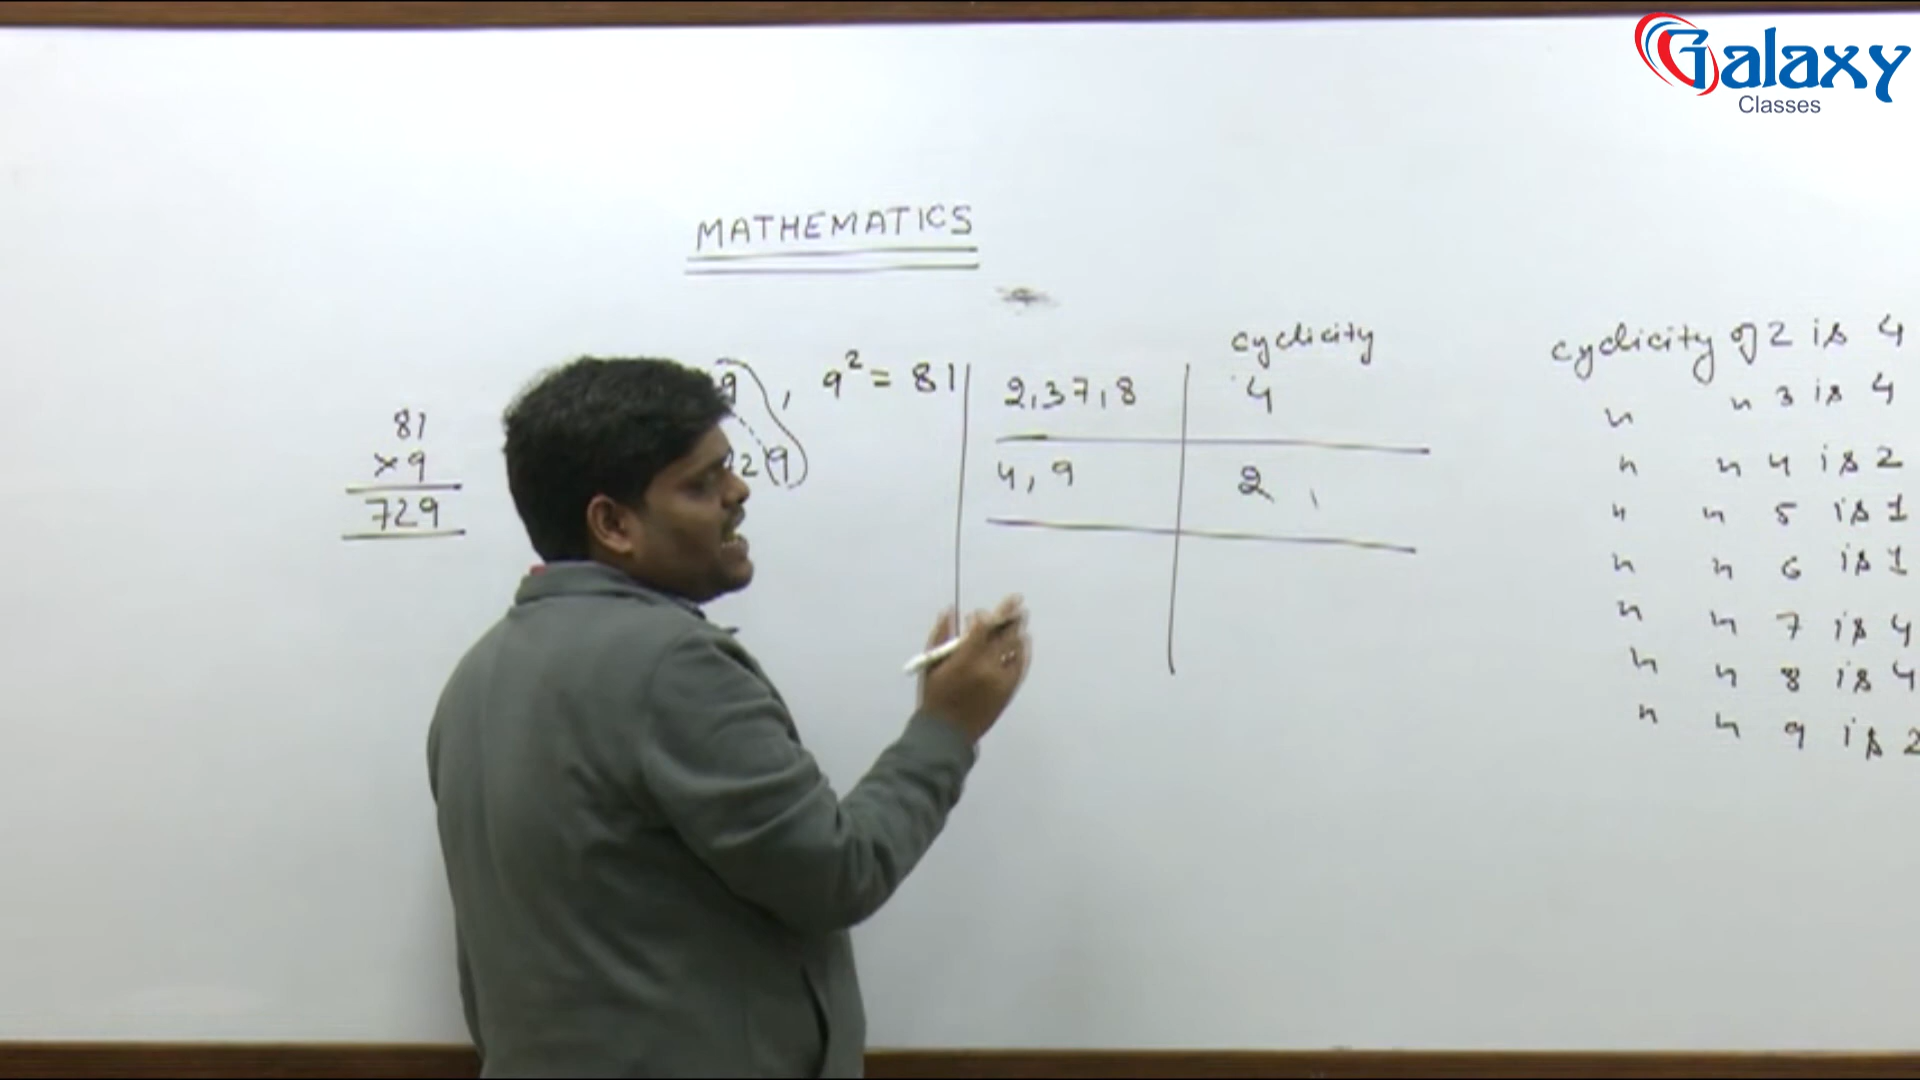 Galaxy
Classes
MATHEMATICS
9 , 9² = 81
29
81
×9
729
cyclicity
2,37,8 4
4,9 2
cyclicity of 2 is 4
" " 3 is 4
" " 4 is 2
" " 5 is 1
" " 6 is 1
" " 7 is 4
" " 8 is 4
" " 9 is 2